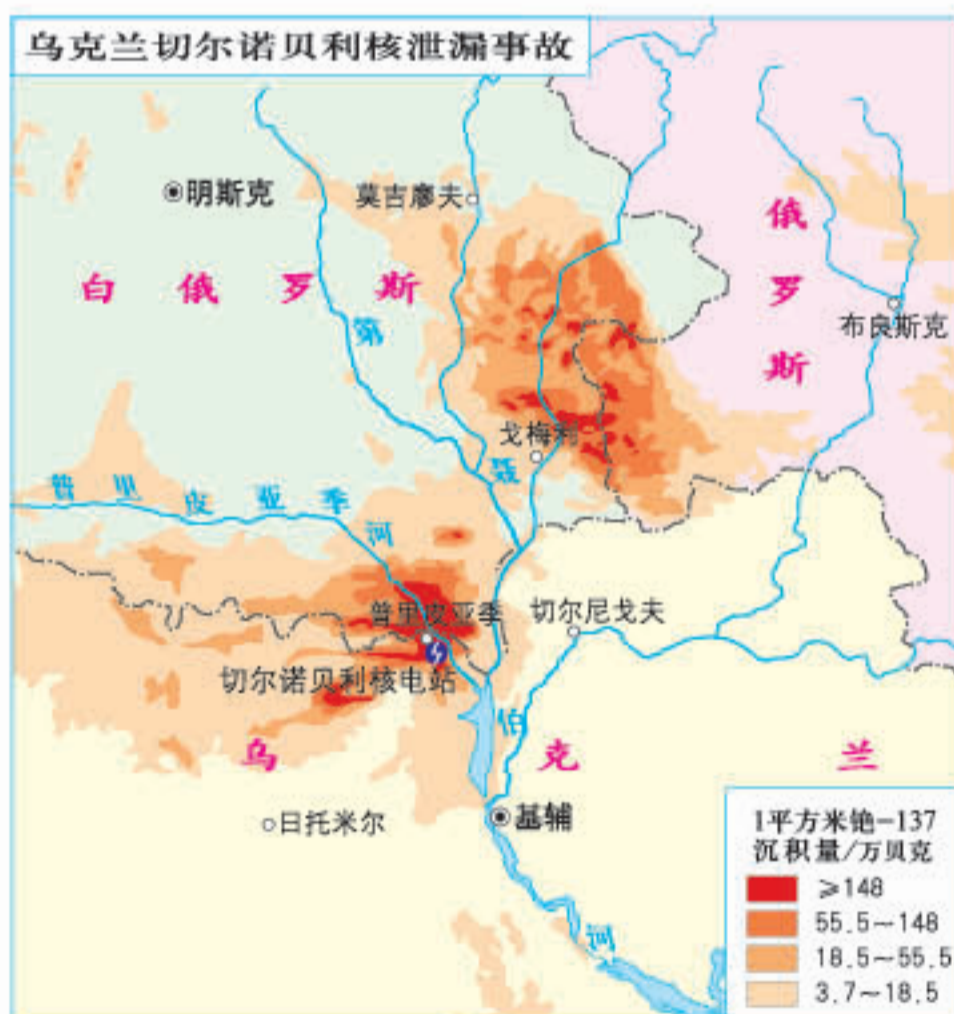 乌克兰切尔诺贝利核泄漏事故
明斯克
莫吉廖夫
俄罗斯
白俄罗斯
布良斯克
第聂伯河
戈梅利
普里皮亚季河
普里皮亚季
切尔尼戈夫
切尔诺贝利核电站
乌克兰
日托米尔
基辅
1平方米铯-137
沉积量/万贝克
≥148
55.5~148
18.5~55.5
3.7~18.5